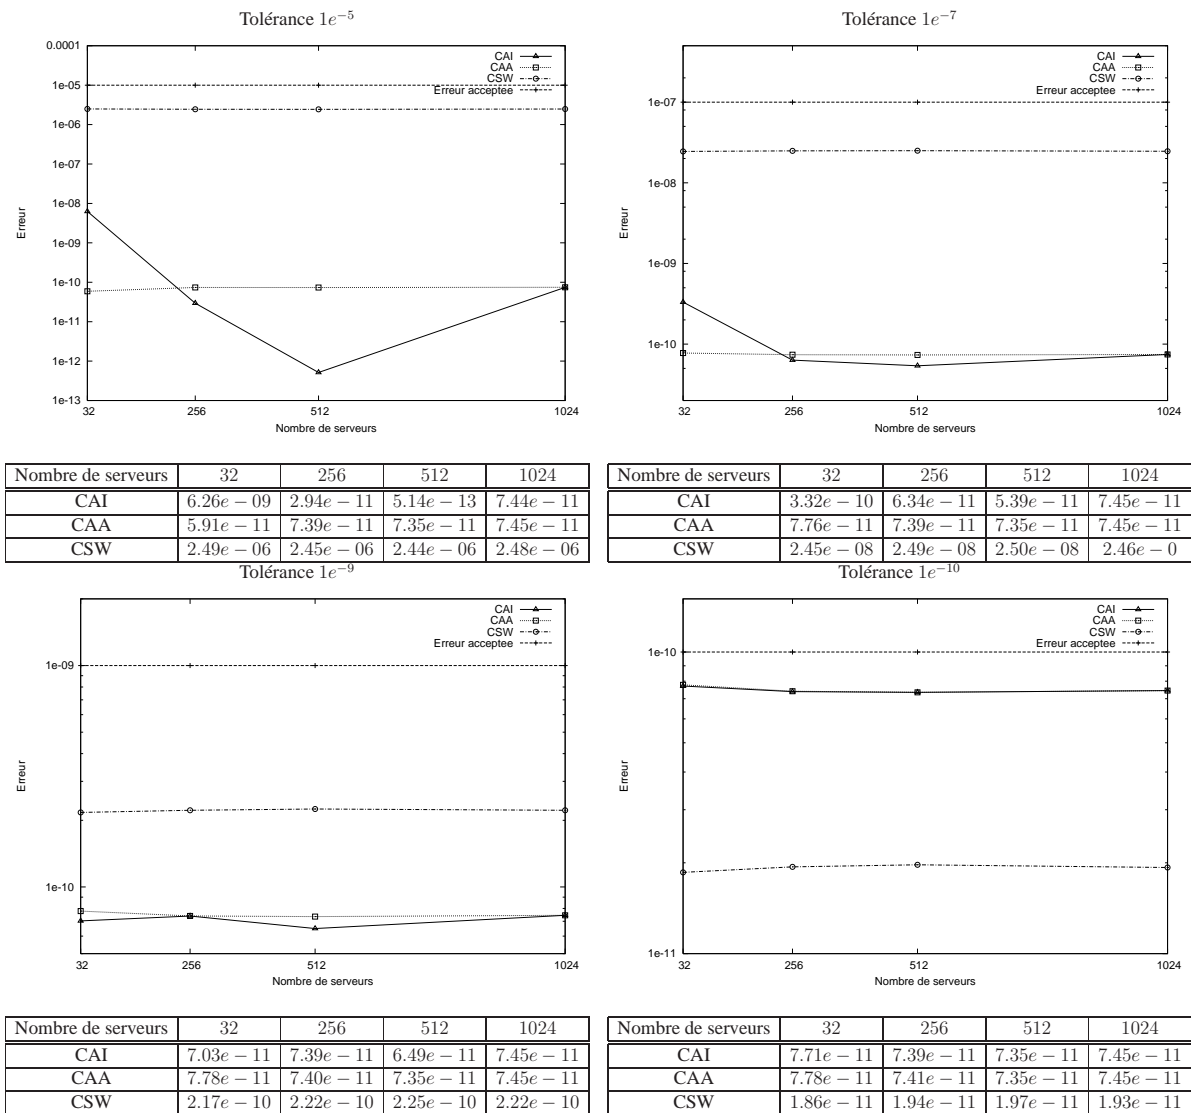 Tolérance 1e−5
Tolérance 1e−7
0.0001
1e-05
1e-06
1e-07
1e-08
1e-09
1e-10
1e-11
1e-12
1e-13
Erreur
CAI
CAA
CSW
Erreur acceptee
32 256 512 1024
Nombre de serveurs
1e-07
1e-08
1e-09
1e-10
Erreur
CAI
CAA
CSW
Erreur acceptee
32 256 512 1024
Nombre de serveurs
Nombre de serveurs 32 256 512 1024
CAI 6.26e − 09 2.94e − 11 5.14e − 13 7.44e − 11
CAA 5.91e − 11 7.39e − 11 7.35e − 11 7.45e − 11
CSW 2.49e − 06 2.45e − 06 2.44e − 06 2.48e − 06
Nombre de serveurs 32 256 512 1024
CAI 3.32e − 10 6.34e − 11 5.39e − 11 7.45e − 11
CAA 7.76e − 11 7.39e − 11 7.35e − 11 7.45e − 11
CSW 2.45e − 08 2.49e − 08 2.50e − 08 2.46e − 0
Tolérance 1e−9
Tolérance 1e−10
1e-09
1e-10
Erreur
CAI
CAA
CSW
Erreur acceptee
32 256 512 1024
Nombre de serveurs
1e-10
1e-11
Erreur
CAI
CAA
CSW
Erreur acceptee
32 256 512 1024
Nombre de serveurs
Nombre de serveurs 32 256 512 1024
CAI 7.03e − 11 7.39e − 11 6.49e − 11 7.45e − 11
CAA 7.78e − 11 7.40e − 11 7.35e − 11 7.45e − 11
CSW 2.17e − 10 2.22e − 10 2.25e − 10 2.22e − 10
Nombre de serveurs 32 256 512 1024
CAI 7.71e − 11 7.39e − 11 7.35e − 11 7.45e − 11
CAA 7.78e − 11 7.41e − 11 7.35e − 11 7.45e − 11
CSW 1.86e − 11 1.94e − 11 1.97e − 11 1.93e − 11